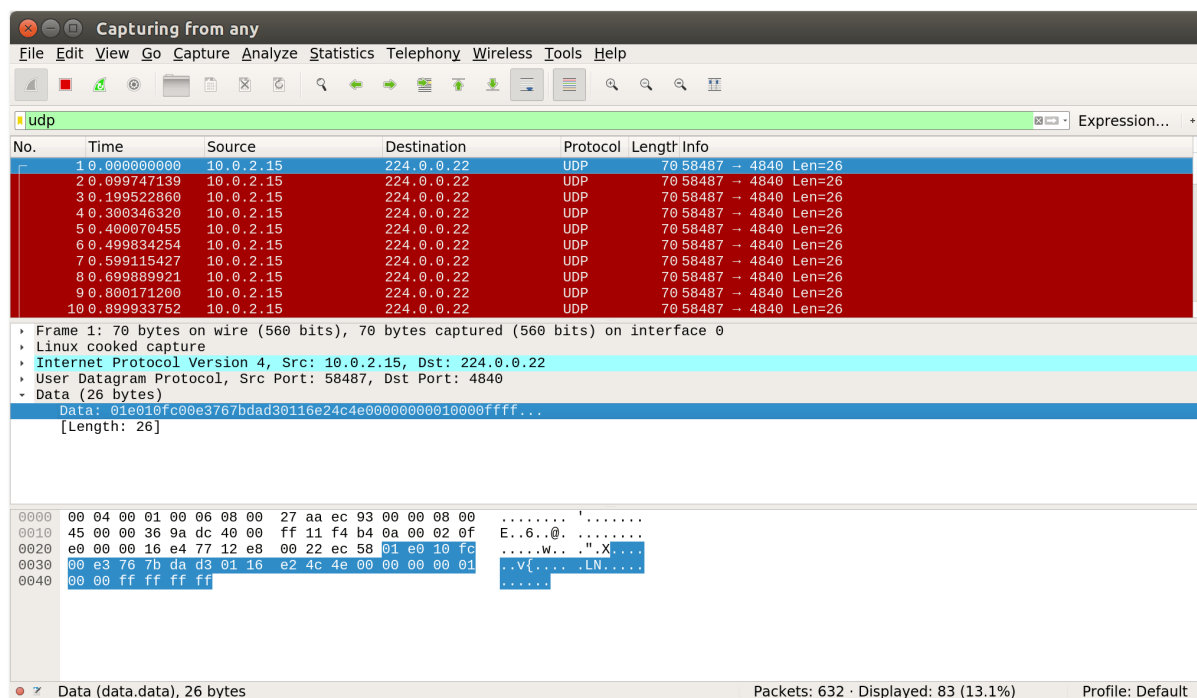 Capturing from any
File Edit View Go Capture Analyze Statistics Telephony Wireless Tools Help
udp Expression... +
No. Time Source Destination Protocol Length Info
1 0.000000000 10.0.2.15 224.0.0.22 UDP 70 58487 → 4840 Len=26
2 0.099747139 10.0.2.15 224.0.0.22 UDP 70 58487 → 4840 Len=26
3 0.199522860 10.0.2.15 224.0.0.22 UDP 70 58487 → 4840 Len=26
4 0.300346320 10.0.2.15 224.0.0.22 UDP 70 58487 → 4840 Len=26
5 0.400070455 10.0.2.15 224.0.0.22 UDP 70 58487 → 4840 Len=26
6 0.499834254 10.0.2.15 224.0.0.22 UDP 70 58487 → 4840 Len=26
7 0.599115427 10.0.2.15 224.0.0.22 UDP 70 58487 → 4840 Len=26
8 0.699889921 10.0.2.15 224.0.0.22 UDP 70 58487 → 4840 Len=26
9 0.800171200 10.0.2.15 224.0.0.22 UDP 70 58487 → 4840 Len=26
10 0.899933752 10.0.2.15 224.0.0.22 UDP 70 58487 → 4840 Len=26
Frame 1: 70 bytes on wire (560 bits), 70 bytes captured (560 bits) on interface 0
Linux cooked capture
Internet Protocol Version 4, Src: 10.0.2.15, Dst: 224.0.0.22
User Datagram Protocol, Src Port: 58487, Dst Port: 4840
Data (26 bytes)
Data: 01e010fc00e3767bdad30116e24c4e00000000010000ffff...
[Length: 26]
0000 00 04 00 01 00 06 08 00 27 aa ec 93 00 00 08 00 ........ '.......
0010 45 00 00 36 9a dc 40 00 ff 11 f4 b4 0a 00 02 0f E..6..@. ........
0020 e0 00 00 16 e4 77 12 e8 00 22 ec 58 01 e0 10 fc .....w.. .".X....
0030 00 e3 76 7b da d3 01 16 e2 4c 4e 00 00 00 00 01 ..v{.... .LN.....
0040 00 00 ff ff ff ff ......
Data (data.data), 26 bytes Packets: 632 · Displayed: 83 (13.1%) Profile: Default